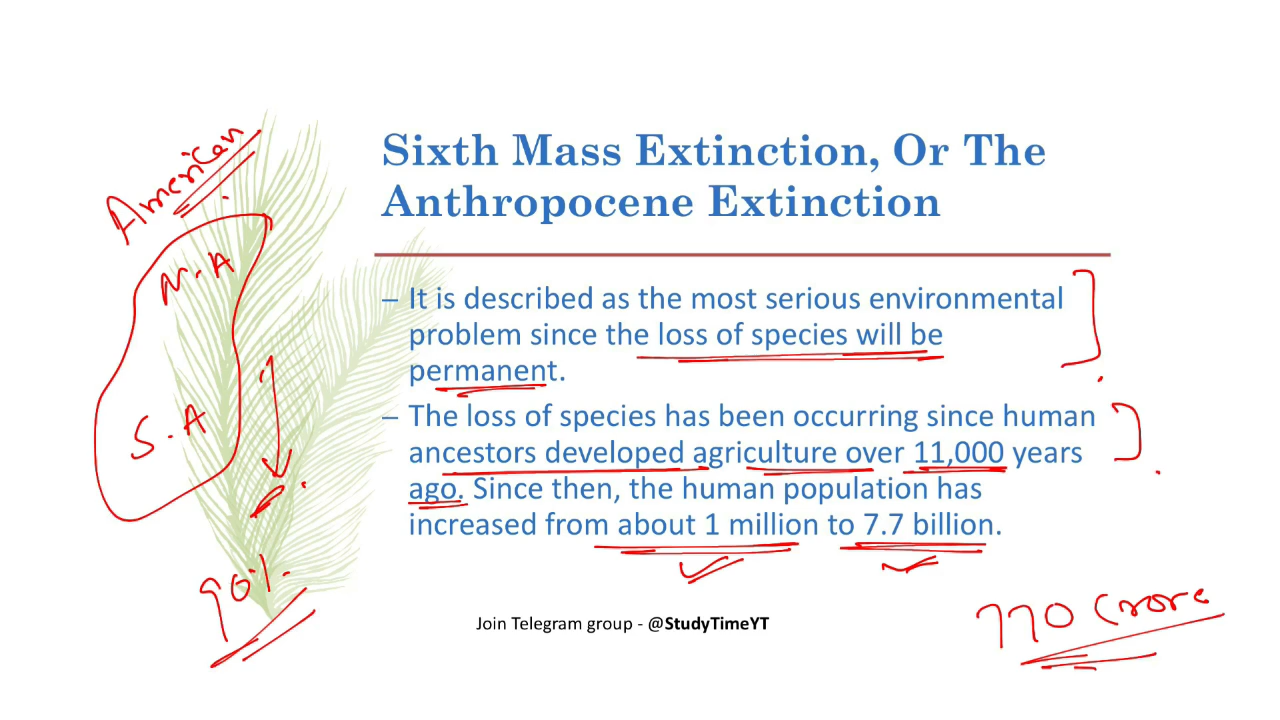 American
N.A
S.A
90%
Sixth Mass Extinction, Or The
Anthropocene Extinction
– It is described as the most serious environmental
problem since the loss of species will be
permanent.
– The loss of species has been occurring since human
ancestors developed agriculture over 11,000 years
ago. Since then, the human population has
increased from about 1 million to 7.7 billion.
770 Crore
Join Telegram group - @StudyTimeYT